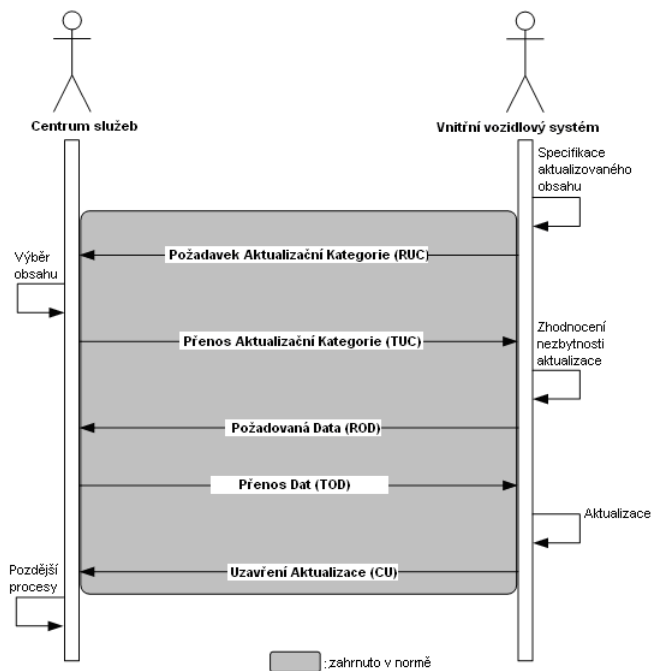 Centrum služeb
Vnitřní vozidlový systém
Specifikace
aktualizovaného
obsahu
Požadavek Aktualizační Kategorie (RUC)
Výběr
obsahu
Přenos Aktualizační Kategorie (TUC)
Zhodnocení
nezbytnosti
aktualizace
Požadovaná Data (ROD)
Přenos Dat (TOD)
Aktualizace
Uzavření Aktualizace (CU)
Pozdější
procesy
: zahrnuto v normě